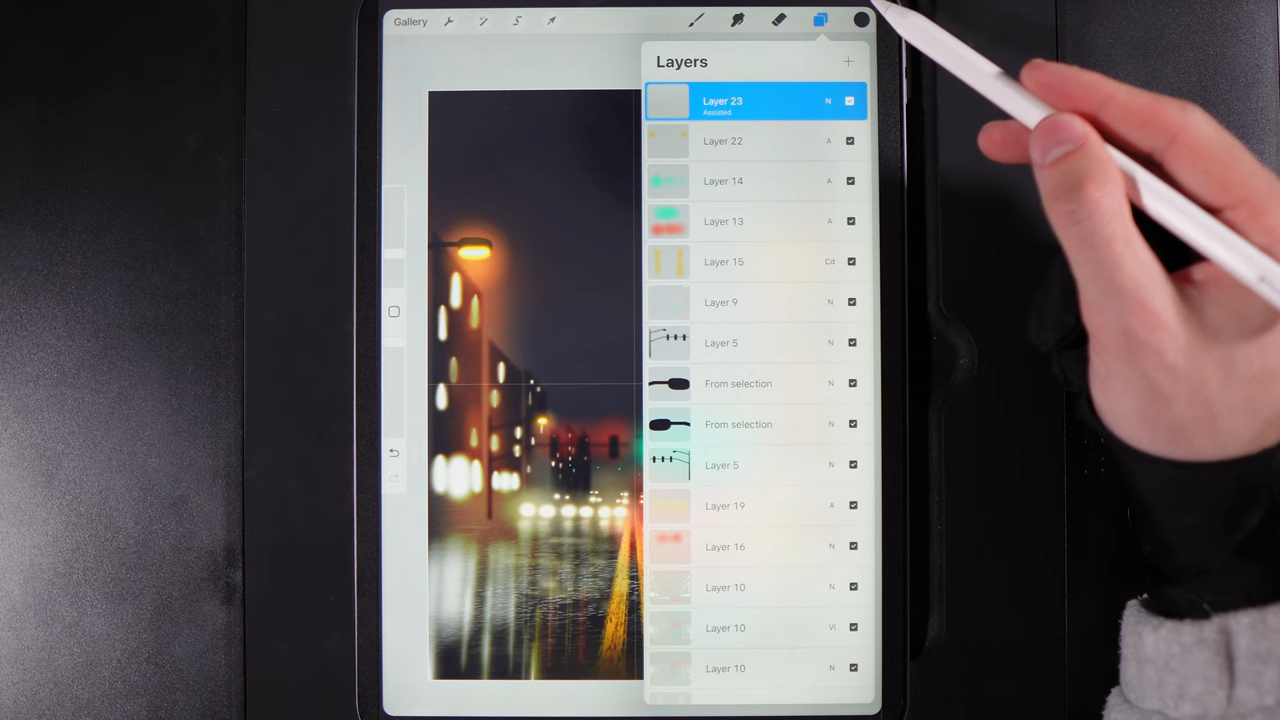 Gallery
Layers
Layer 23 N
Assisted
Layer 22 A
Layer 14 A
Layer 13 A
Layer 15 Cd
Layer 9 N
Layer 5 N
From selection N
From selection N
Layer 5 N
Layer 19 A
Layer 16 N
Layer 10 N
Layer 10 Vi
Layer 10 N